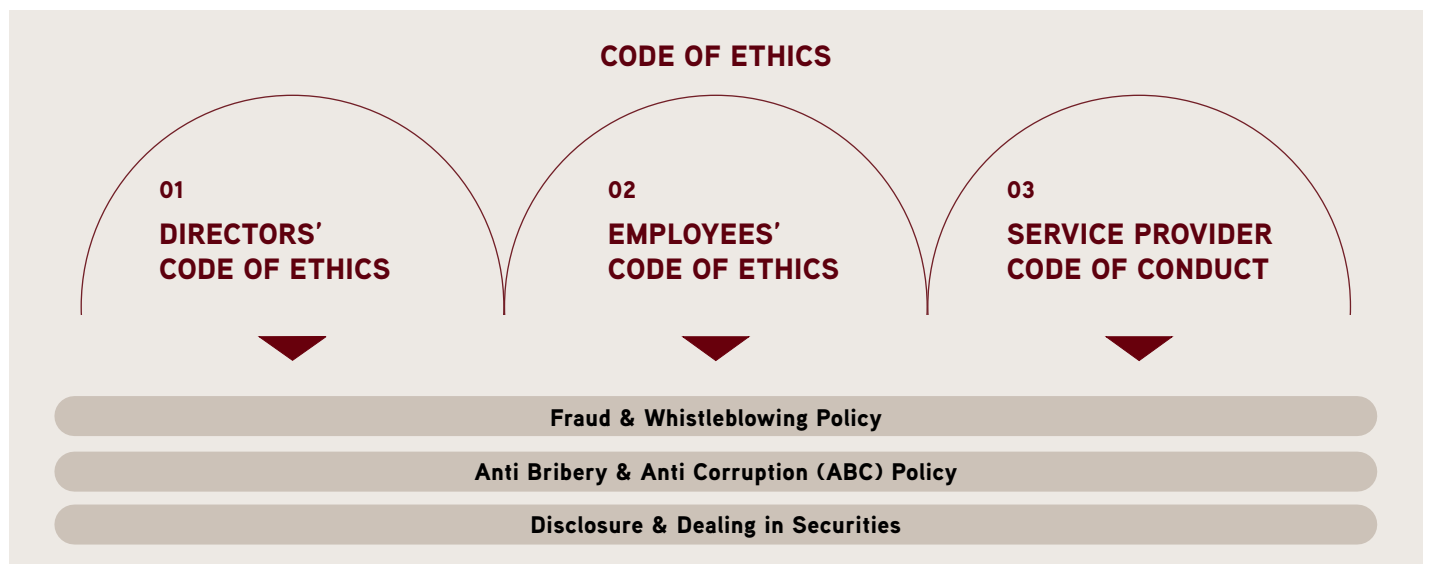 CODE OF ETHICS
01
DIRECTORS’
CODE OF ETHICS
02
EMPLOYEES’
CODE OF ETHICS
03
SERVICE PROVIDER
CODE OF CONDUCT
Fraud & Whistleblowing Policy
Anti Bribery & Anti Corruption (ABC) Policy
Disclosure & Dealing in Securities